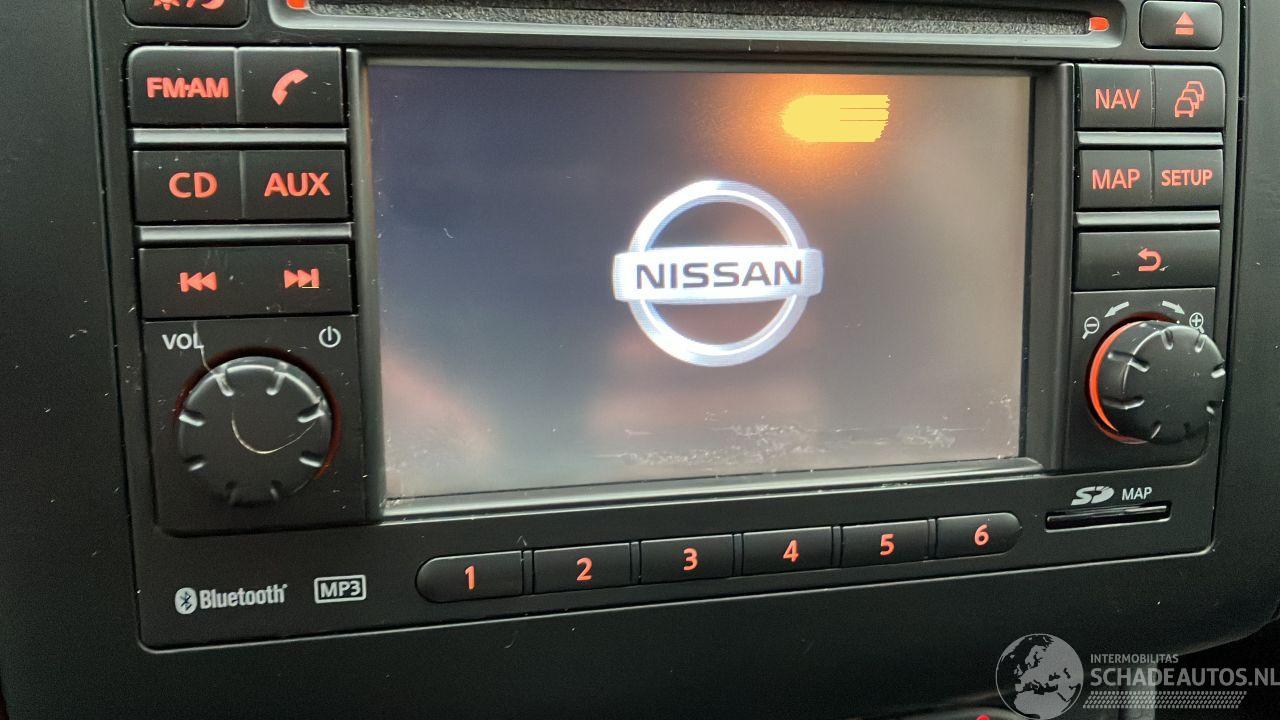 FM·AM
NAV
CD AUX
MAP SETUP
NISSAN
VOL
SD MAP
1 2 3 4 5 6
Bluetooth® MP3
INTERMOBILITAS
SCHADEAUTOS.NL